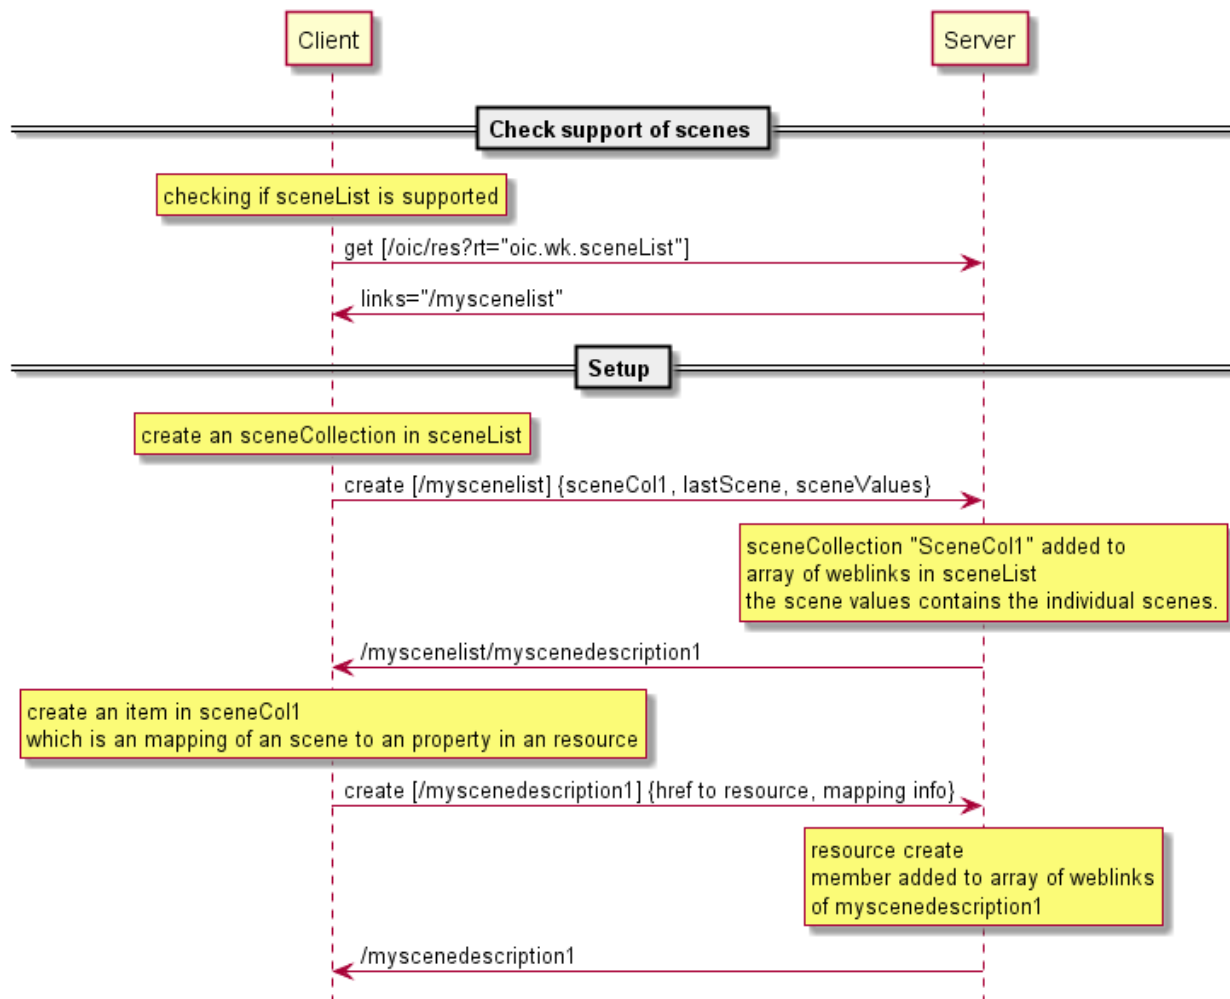 Client
Server
Check support of scenes
checking if sceneList is supported
get [/oic/res?rt="oic.wk.sceneList"]
links="/myscenelist"
Setup
create an sceneCollection in sceneList
create [/myscenelist] {sceneCol1, lastScene, sceneValues}
sceneCollection "SceneCol1" added to
array of weblinks in sceneList
the scene values contains the individual scenes.
/myscenelist/myscenedescription1
create an item in sceneCol1
which is an mapping of an scene to an property in an resource
create [/myscenedescription1] {href to resource, mapping info}
resource create
member added to array of weblinks
of myscenedescription1
/myscenedescription1